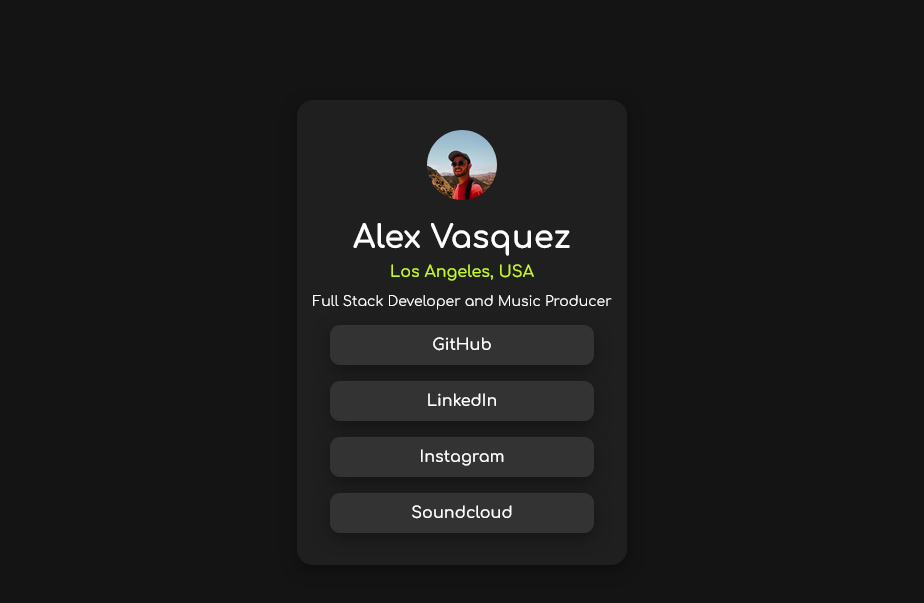 Alex Vasquez
Los Angeles, USA
Full Stack Developer and Music Producer
GitHub
LinkedIn
Instagram
Soundcloud